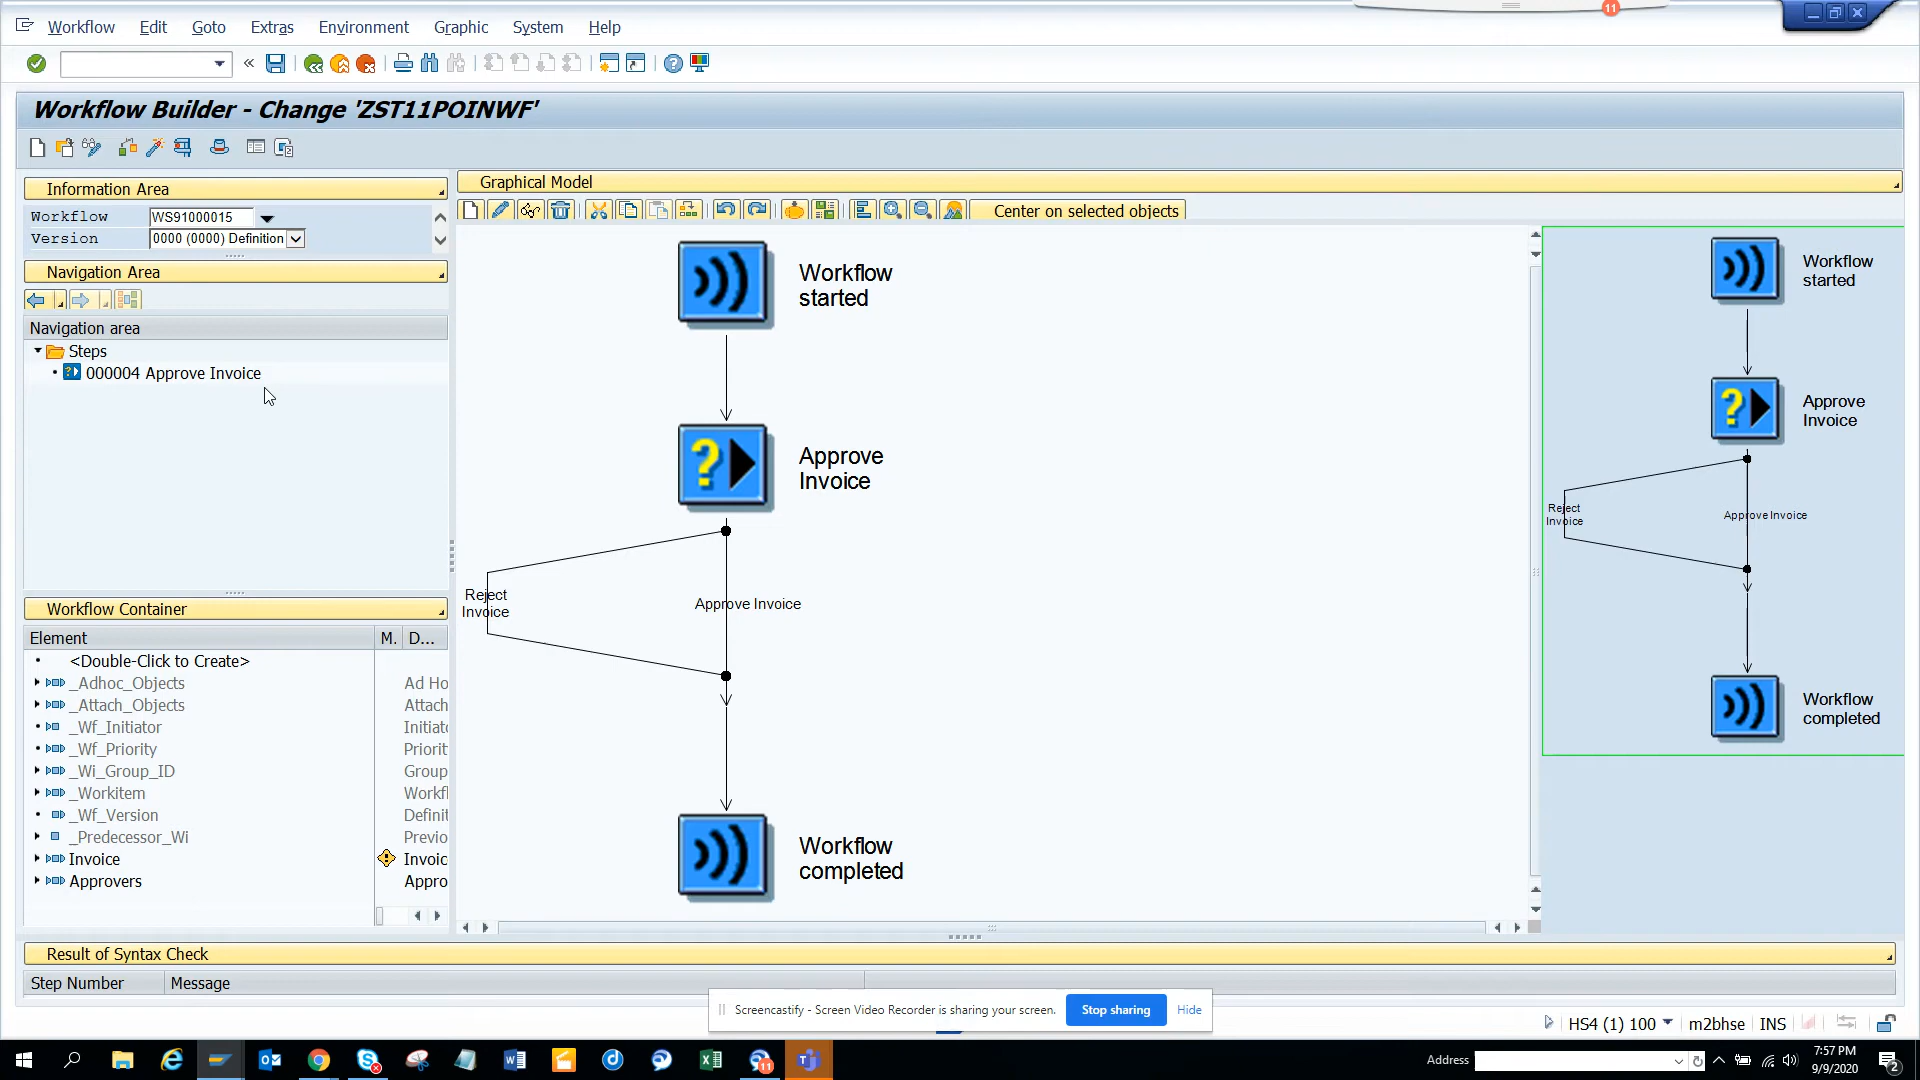 11
Workflow Edit Goto Extras Environment Graphic System Help
Workflow Builder - Change 'ZST11POINWF'
Information Area
Workflow WS91000015
Version 0000 (0000) Definition
Navigation Area
Navigation area
Steps
000004 Approve Invoice
Workflow Container
Element M. D...
<Double-Click to Create>
_Adhoc_Objects Ad Ho
_Attach_Objects Attach
_Wf_Initiator Initiato
_Wf_Priority Priorit
_Wi_Group_ID Group
_Workitem Workfl
_Wf_Version Definit
_Predecessor_Wi Previo
Invoice Invoic
Approvers Appro
Graphical Model
Center on selected objects
Workflow
started
Approve
Invoice
Reject
Invoice
Approve Invoice
Workflow
completed
Workflow
started
Approve
Invoice
Reject
Invoice
Approve Invoice
Workflow
completed
Result of Syntax Check
Step Number Message
Screencastify - Screen Video Recorder is sharing your screen. Stop sharing Hide
HS4 (1) 100 m2bhse INS
11
Address
7:57 PM
9/9/2020
2